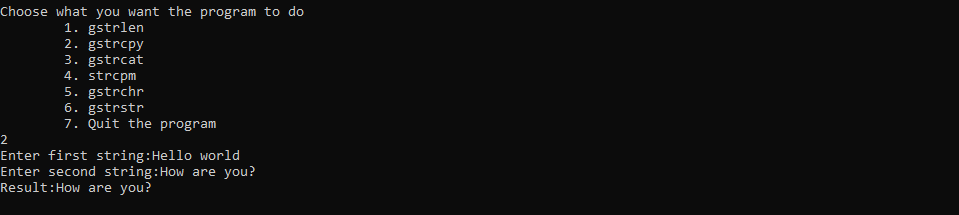 Choose what you want the program to do
1. gstrlen
2. gstrcpy
3. gstrcat
4. strcpm
5. gstrchr
6. gstrstr
7. Quit the program
2
Enter first string:Hello world
Enter second string:How are you?
Result:How are you?